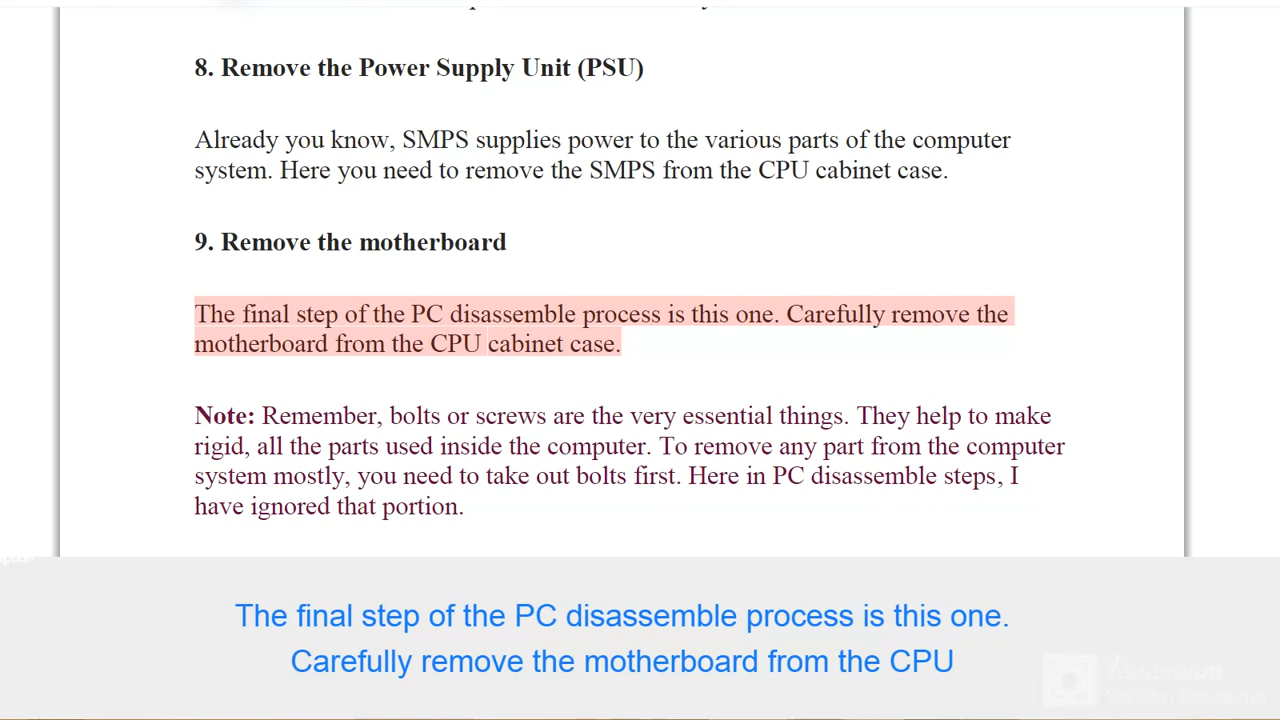 8. Remove the Power Supply Unit (PSU)
Already you know, SMPS supplies power to the various parts of the computer
system. Here you need to remove the SMPS from the CPU cabinet case.
9. Remove the motherboard
The final step of the PC disassemble process is this one. Carefully remove the
motherboard from the CPU cabinet case.
Note: Remember, bolts or screws are the very essential things. They help to make
rigid, all the parts used inside the computer. To remove any part from the computer
system mostly, you need to take out bolts first. Here in PC disassemble steps, I
have ignored that portion.
The final step of the PC disassemble process is this one.
Carefully remove the motherboard from the CPU
Screen Recorder